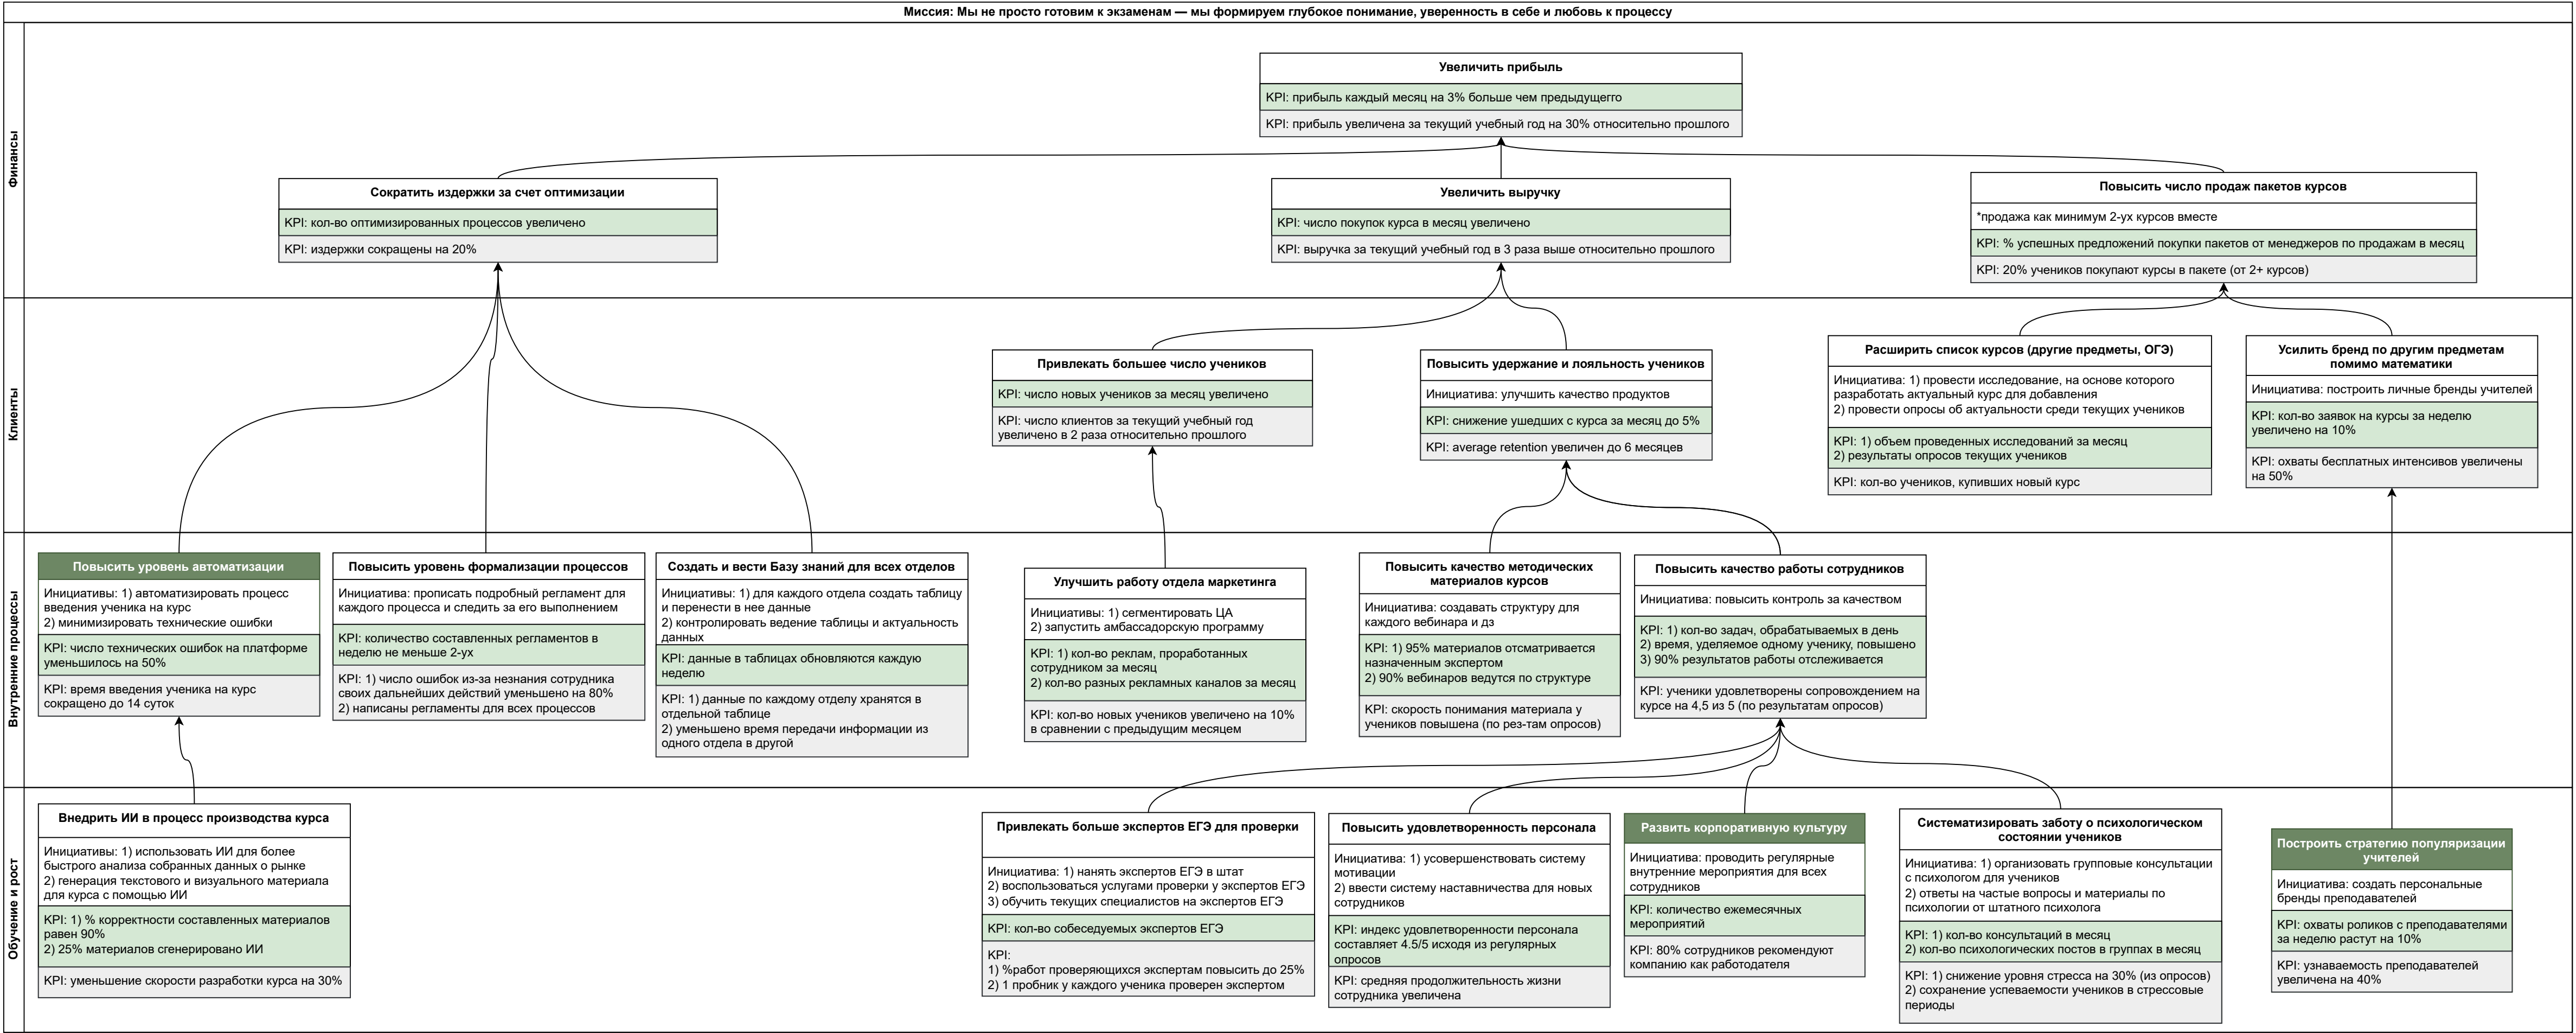 Миссия: Мы не просто готовим к экзаменам — мы формируем глубокое понимание, уверенность в себе и любовь к процессу
Финансы
Увеличить прибыль
KPI: прибыль каждый месяц на 3% больше чем предыдущегго
KPI: прибыль увеличена за текущий учебный год на 30% относительно прошлого
Сократить издержки за счет оптимизации
KPI: кол-во оптимизированных процессов увеличено
KPI: издержки сокращены на 20%
Увеличить выручку
KPI: число покупок курса в месяц увеличено
KPI: выручка за текущий учебный год в 3 раза выше относительно прошлого
Повысить число продаж пакетов курсов
*продажа как минимум 2-ух курсов вместе
KPI: % успешных предложений покупки пакетов от менеджеров по продажам в месяц
KPI: 20% учеников покупают курсы в пакете (от 2+ курсов)
Клиенты
Привлекать большее число учеников
KPI: число новых учеников за месяц увеличено
KPI: число клиентов за текущий учебный год
увеличено в 2 раза относительно прошлого
Повысить удержание и лояльность учеников
Инициатива: улучшить качество продуктов
KPI: снижение ушедших с курса за месяц до 5%
KPI: average retention увеличен до 6 месяцев
Расширить список курсов (другие предметы, ОГЭ)
Инициатива: 1) провести исследование, на основе которого
разработать актуальный курс для добавления
2) провести опросы об актуальности среди текущих учеников
KPI: 1) объем проведенных исследований за месяц
2) результаты опросов текущих учеников
KPI: кол-во учеников, купивших новый курс
Усилить бренд по другим предметам
помимо математики
Инициатива: построить личные бренды учителей
KPI: кол-во заявок на курсы за неделю
увеличено на 10%
KPI: охваты бесплатных интенсивов увеличены
на 50%
Внутренние процессы
Повысить уровень автоматизации
Инициативы: 1) автоматизировать процесс
введения ученика на курс
2) минимизировать технические ошибки
KPI: число технических ошибок на платформе
уменьшилось на 50%
KPI: время введения ученика на курс
сокращено до 14 суток
Повысить уровень формализации процессов
Инициатива: прописать подробный регламент для
каждого процесса и следить за его выполнением
KPI: количество составленных регламентов в
неделю не меньше 2-ух
KPI: 1) число ошибок из-за незнания сотрудника
своих дальнейших действий уменьшено на 80%
2) написаны регламенты для всех процессов
Создать и вести Базу знаний для всех отделов
Инициативы: 1) для каждого отдела создать таблицу
и перенести в нее данные
2) контролировать ведение таблицы и актуальность
данных
KPI: данные в таблицах обновляются каждую
неделю
KPI: 1) данные по каждому отделу хранятся в
отдельной таблице
2) уменьшено время передачи информации из
одного отдела в другой
Улучшить работу отдела маркетинга
Инициативы: 1) сегментировать ЦА
2) запустить амбассадорскую программу
KPI: 1) кол-во реклам, проработанных
сотрудником за месяц
2) кол-во разных рекламных каналов за месяц
KPI: кол-во новых учеников увеличено на 10%
в сравнении с предыдущим месяцем
Повысить качество методических
материалов курсов
Инициатива: создавать структуру для
каждого вебинара и дз
KPI: 1) 95% материалов отсматривается
назначенным экспертом
2) 90% вебинаров ведутся по структуре
KPI: скорость понимания материала у
учеников повышена (по рез-там опросов)
Повысить качество работы сотрудников
Инициатива: повысить контроль за качеством
KPI: 1) кол-во задач, обрабатываемых в день
2) время, уделяемое одному ученику, повышено
3) 90% результатов работы отслеживается
KPI: ученики удовлетворены сопровождением на
курсе на 4,5 из 5 (по результатам опросов)
Обучение и рост
Внедрить ИИ в процесс производства курса
Инициативы: 1) использовать ИИ для более
быстрого анализа собранных данных о рынке
2) генерация текстового и визуального материала
для курса с помощью ИИ
KPI: 1) % корректности составленных материалов
равен 90%
2) 25% материалов сгенерировано ИИ
KPI: уменьшение скорости разработки курса на 30%
Привлекать больше экспертов ЕГЭ для проверки
Инициатива: 1) нанять экспертов ЕГЭ в штат
2) воспользоваться услугами проверки у экспертов ЕГЭ
3) обучить текущих специалистов на экспертов ЕГЭ
KPI: кол-во собеседуемых экспертов ЕГЭ
KPI:
1) %работ проверяющихся экспертам повысить до 25%
2) 1 пробник у каждого ученика проверен экспертом
Повысить удовлетворенность персонала
Инициатива: 1) усовершенствовать систему
мотивации
2) ввести систему наставничества для новых
сотрудников
KPI: индекс удовлетворенности персонала
составляет 4.5/5 исходя из регулярных
опросов
KPI: средняя продолжительность жизни
сотрудника увеличена
Развить корпоративную культуру
Инициатива: проводить регулярные
внутренние мероприятия для всех
сотрудников
KPI: количество ежемесячных
мероприятий
KPI: 80% сотрудников рекомендуют
компанию как работодателя
Систематизировать заботу о психологическом
состоянии учеников
Инициатива: 1) организовать групповые консультации
с психологом для учеников
2) ответы на частые вопросы и материалы по
психологии от штатного психолога
KPI: 1) кол-во консультаций в месяц
2) кол-во психологических постов в группах в месяц
KPI: 1) снижение уровня стресса на 30% (из опросов)
2) сохранение успеваемости учеников в стрессовые
периоды
Построить стратегию популяризации
учителей
Инициатива: создать персональные
бренды преподавателей
KPI: охваты роликов с преподавателями
за неделю растут на 10%
KPI: узнаваемость преподавателей
увеличена на 40%